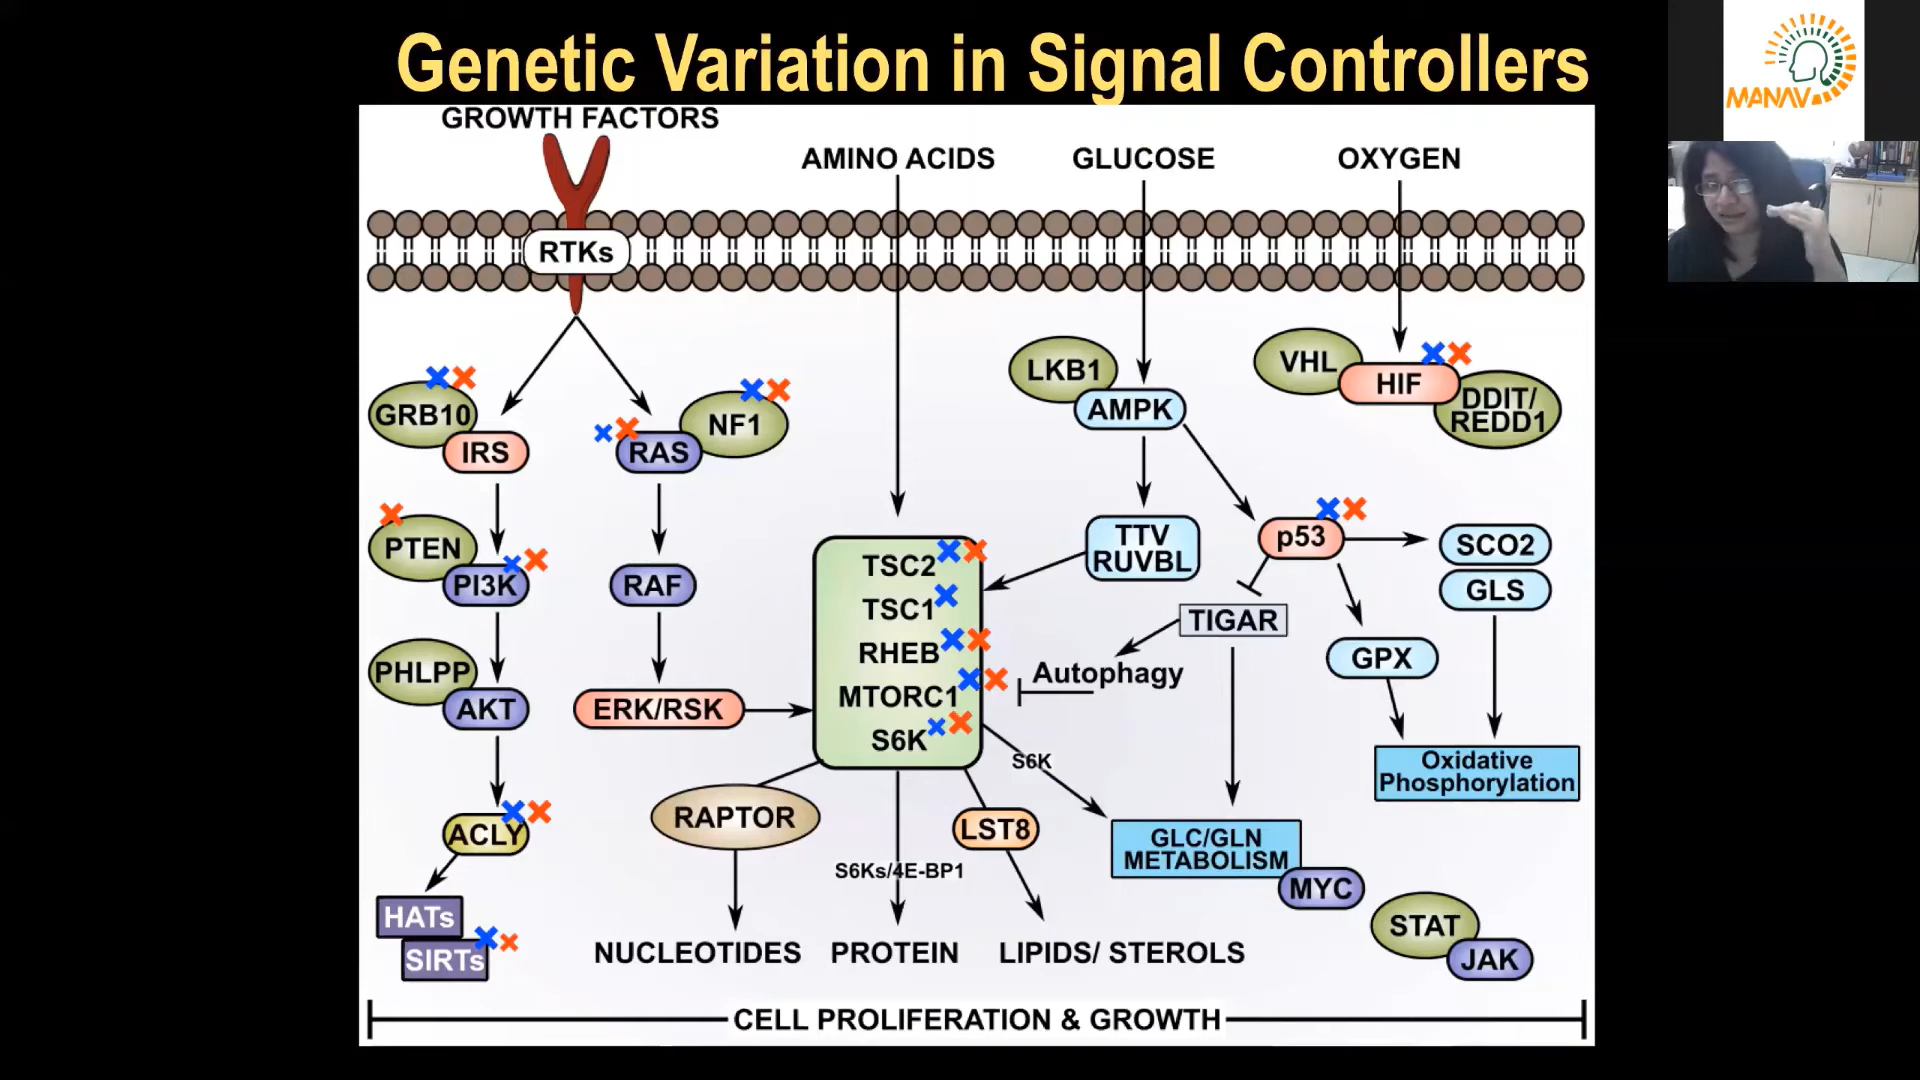 Genetic Variation in Signal Controllers
MANAV
GROWTH FACTORS
AMINO ACIDS
GLUCOSE
OXYGEN
RTKs
GRB10
IRS
RAS
NF1
LKB1
AMPK
VHL
HIF
DDIT/
REDD1
PTEN
PI3K
RAF
TSC2
TSC1
RHEB
MTORC1
S6K
TTV
RUVBL
p53
SCO2
GLS
TIGAR
GPX
Autophagy
PHLPP
AKT
ERK/RSK
S6K
Oxidative
Phosphorylation
ACLY
RAPTOR
LST8
GLC/GLN
METABOLISM
MYC
S6Ks/4E-BP1
HATs
SIRTs
NUCLEOTIDES
PROTEIN
LIPIDS/ STEROLS
STAT
JAK
CELL PROLIFERATION & GROWTH